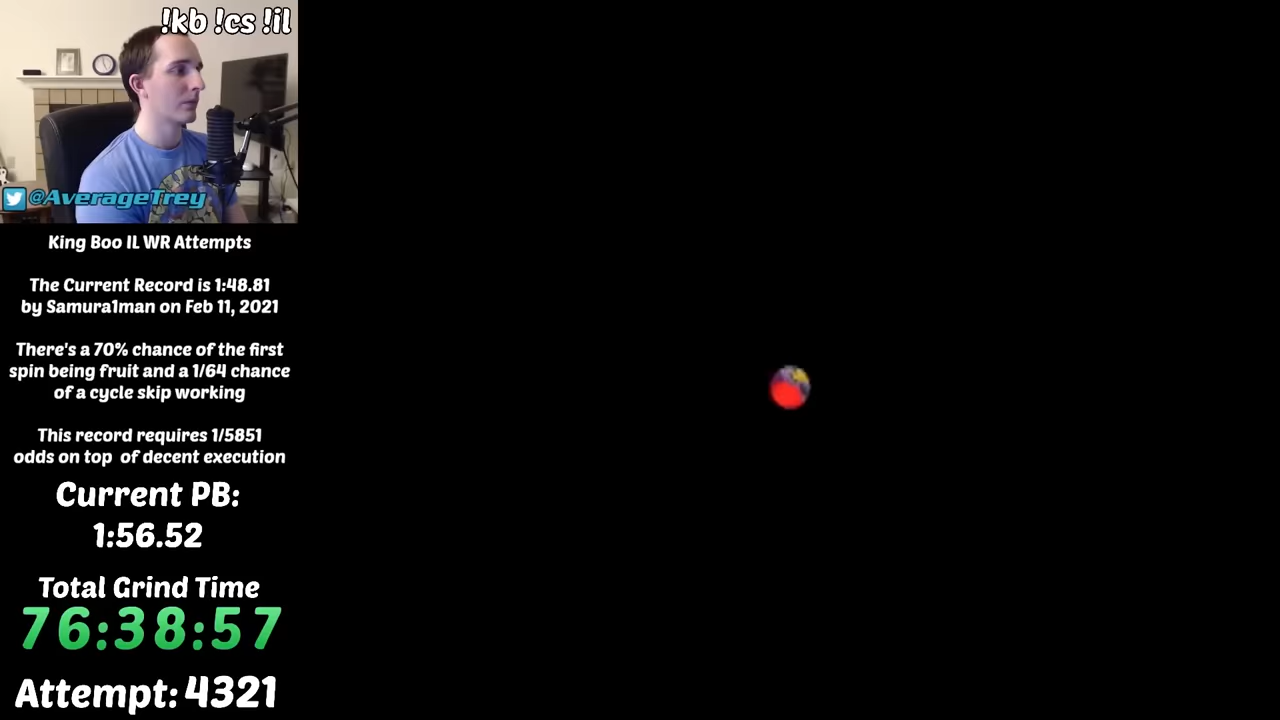 !kb !cs !il
@AverageTrey
King Boo IL WR Attempts
The Current Record is 1:48.81
by Samura1man on Feb 11, 2021
There's a 70% chance of the first
spin being fruit and a 1/64 chance
of a cycle skip working
This record requires 1/5851
odds on top of decent execution
Current PB:
1:56.52
Total Grind Time
76:38:57
Attempt: 4321